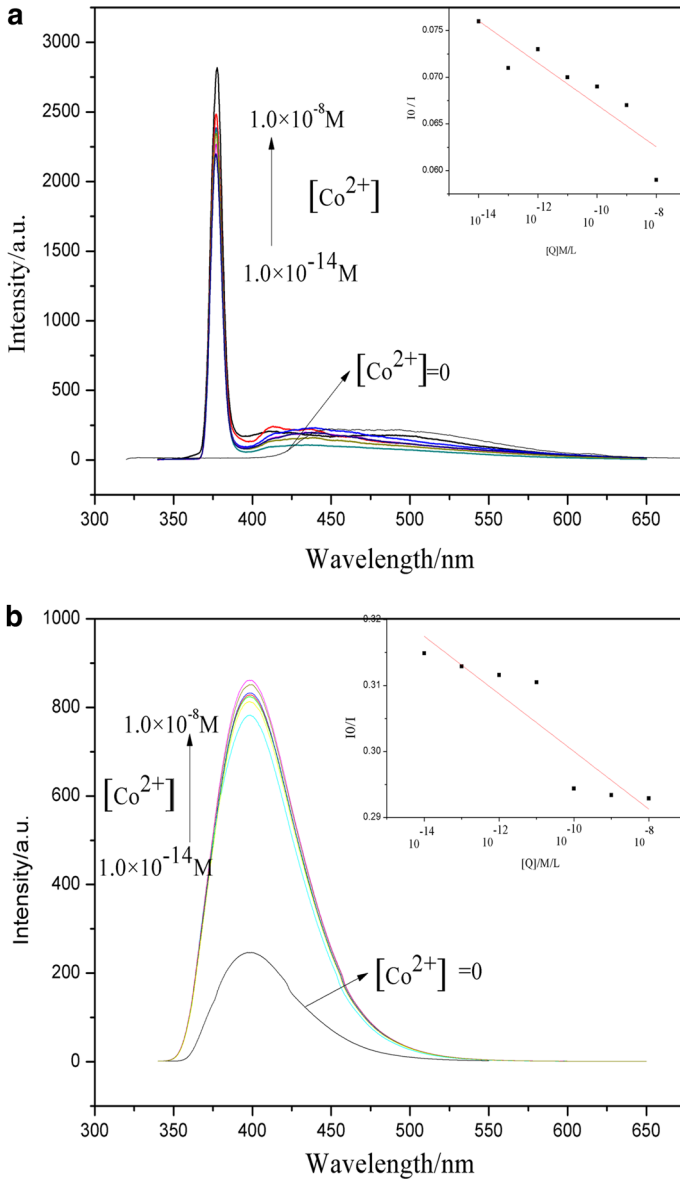 a
3000
2500
2000
1500
1000
500
0
Intensity/a.u.
1.0×10⁻⁸M
[Co²⁺]
1.0×10⁻¹⁴M
[Co²⁺]=0
300 350 400 450 500 550 600 650
Wavelength/nm
0.075
0.070
0.065
0.060
I0 / I
10⁻¹⁴ 10⁻¹² 10⁻¹⁰ 10⁻⁸
[Q]M/L
b
1000
800
600
400
200
0
Intensity/a.u.
1.0×10⁻⁸M
[Co²⁺]
1.0×10⁻¹⁴M
[Co²⁺] =0
300 350 400 450 500 550 600 650
Wavelength/nm
0.32
0.31
0.30
0.29
I0/I
10⁻¹⁴ 10⁻¹² 10⁻¹⁰ 10⁻⁸
[Q]/M/L